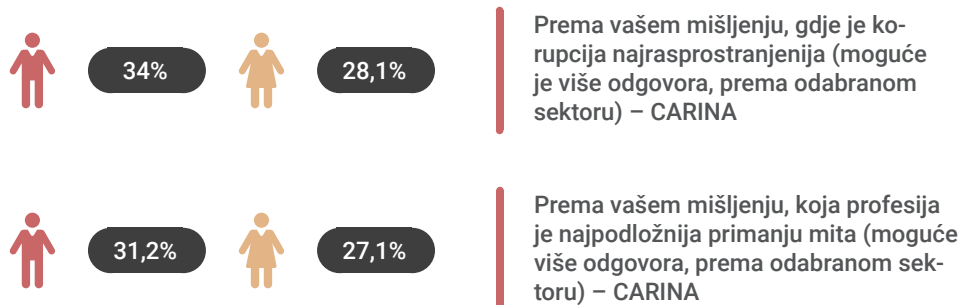 34%
28,1%
Prema vašem mišljenju, gdje je ko-
rupcija najrasprostranjenija (moguće
je više odgovora, prema odabranom
sektoru) – CARINA
31,2%
27,1%
Prema vašem mišljenju, koja profesija
je najpodložnija primanju mita (moguće
više odgovora, prema odabranom sek-
toru) – CARINA